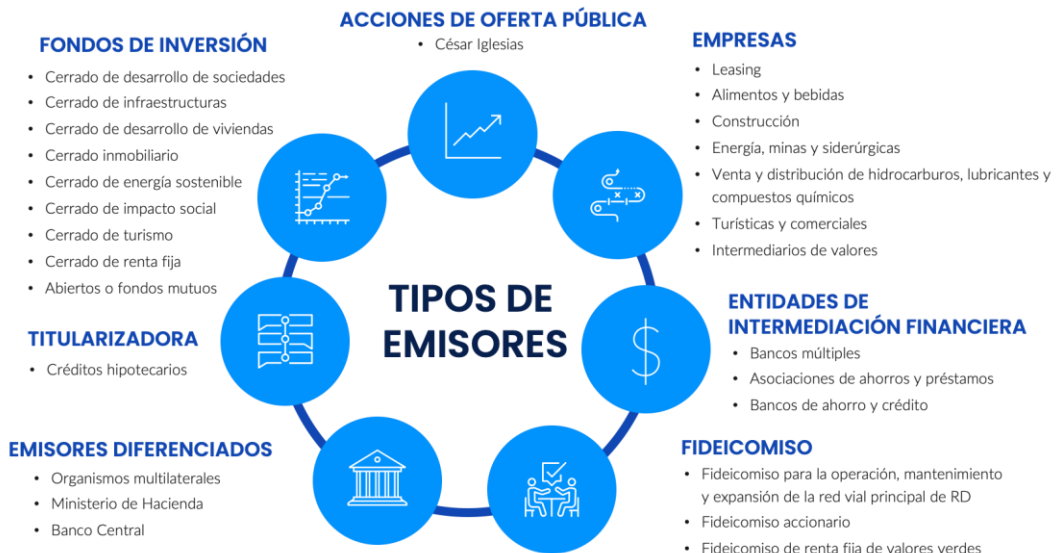 ACCIONES DE OFERTA PÚBLICA
• César Iglesias
FONDOS DE INVERSIÓN
• Cerrado de desarrollo de sociedades
• Cerrado de infraestructuras
• Cerrado de desarrollo de viviendas
• Cerrado inmobiliario
• Cerrado de energía sostenible
• Cerrado de impacto social
• Cerrado de turismo
• Cerrado de renta fija
• Abiertos o fondos mutuos
EMPRESAS
• Leasing
• Alimentos y bebidas
• Construcción
• Energía, minas y siderúrgicas
• Venta y distribución de hidrocarburos, lubricantes y
compuestos químicos
• Turísticas y comerciales
• Intermediarios de valores
TIPOS DE
EMISORES
TITULARIZADORA
• Créditos hipotecarios
ENTIDADES DE
INTERMEDIACIÓN FINANCIERA
• Bancos múltiples
• Asociaciones de ahorros y préstamos
• Bancos de ahorro y crédito
EMISORES DIFERENCIADOS
• Organismos multilaterales
• Ministerio de Hacienda
• Banco Central
FIDEICOMISO
• Fideicomiso para la operación, mantenimiento
y expansión de la red vial principal de RD
• Fideicomiso accionario
• Fideicomiso de renta fija de valores verdes